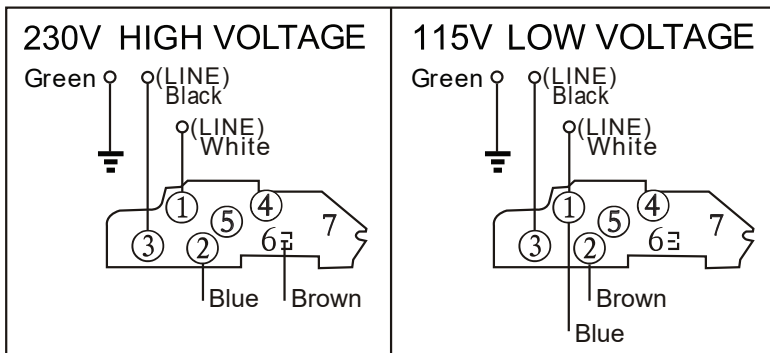 230V HIGH VOLTAGE
Green
(LINE)
Black
(LINE)
White
1
4
5
7
3
2
6
Blue
Brown
115V LOW VOLTAGE
Green
(LINE)
Black
(LINE)
White
1
4
5
7
3
2
6
Brown
Blue